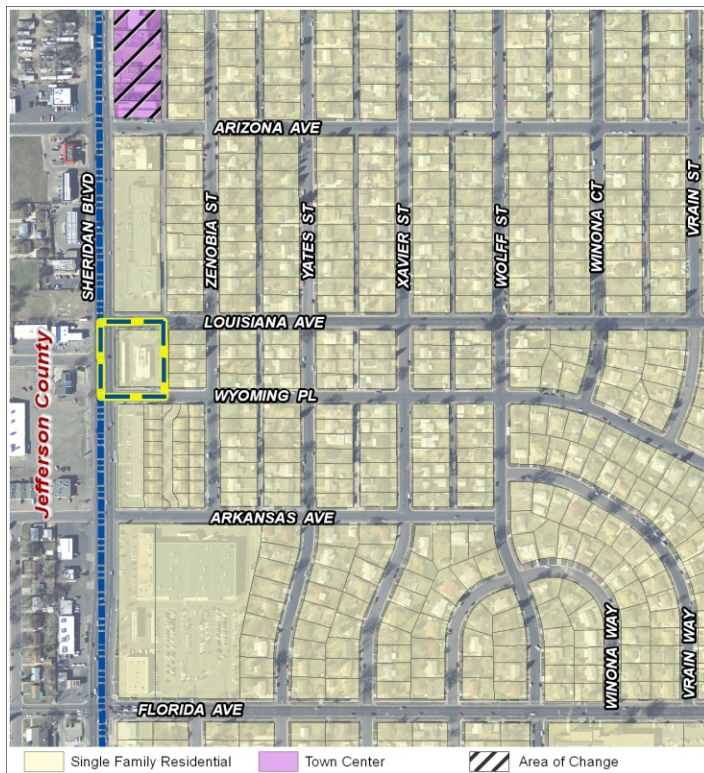 ARIZONA AVE
SHERIDAN BLVD
ZENOBIA ST
YATES ST
XAVIER ST
WOLFF ST
WINONA CT
VRAIN ST
LOUISIANA AVE
Jefferson County
WYOMING PL
ARKANSAS AVE
WINONA WAY
VRAIN WAY
FLORIDA AVE
Single Family Residential
Town Center
Area of Change